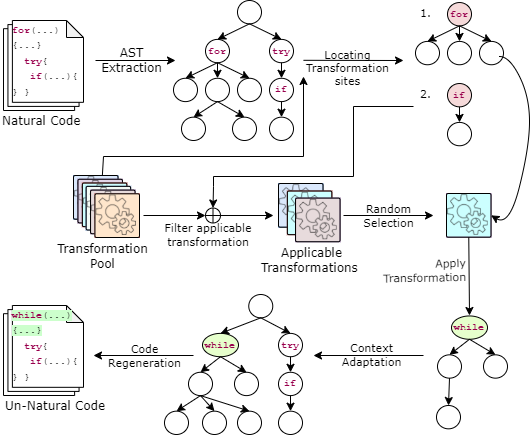 for(...)
{...}
try{
if(...){
} }
Natural Code
AST
Extraction
for
try
if
Locating
Transformation
sites
1.
for
2.
if
Transformation
Pool
Filter applicable
transformation
Applicable
Transformations
Random
Selection
Apply
Transformation
while
Context
Adaptation
while
try
if
Code
Regeneration
while(...)
{...}
try{
if(...){
} }
Un-Natural Code